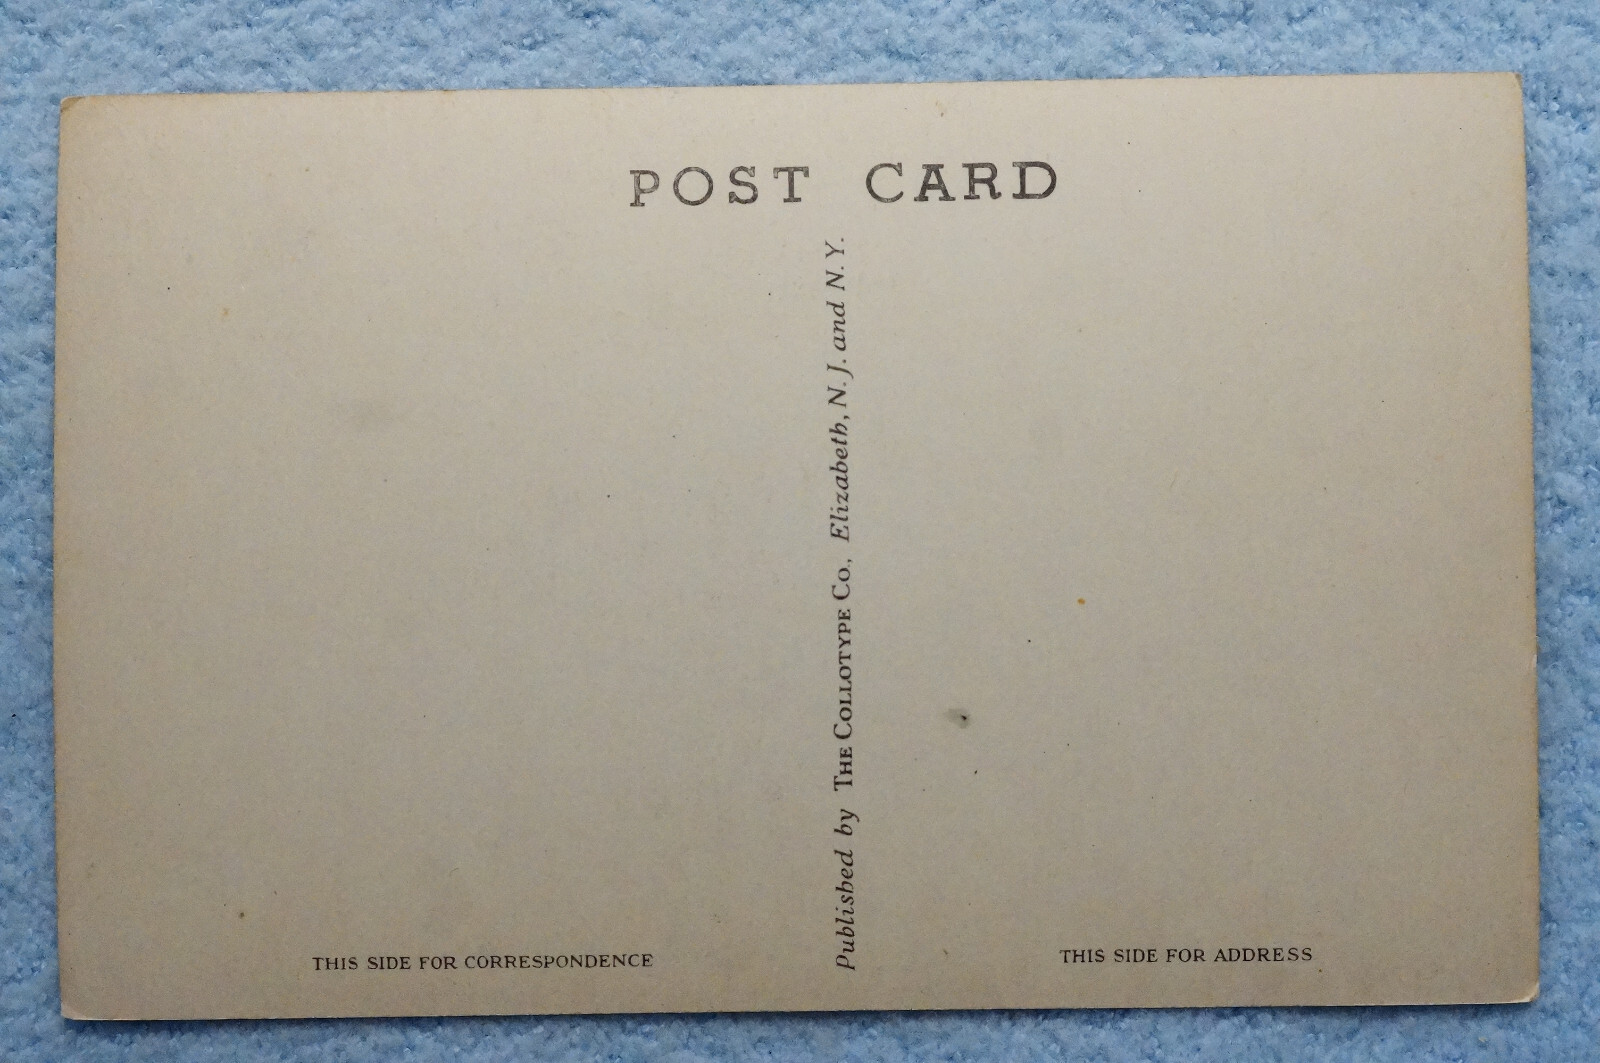 POST CARD
Published by THE COLLOTYPE CO., Elizabeth, N. J. and N. Y.
THIS SIDE FOR CORRESPONDENCE
THIS SIDE FOR ADDRESS